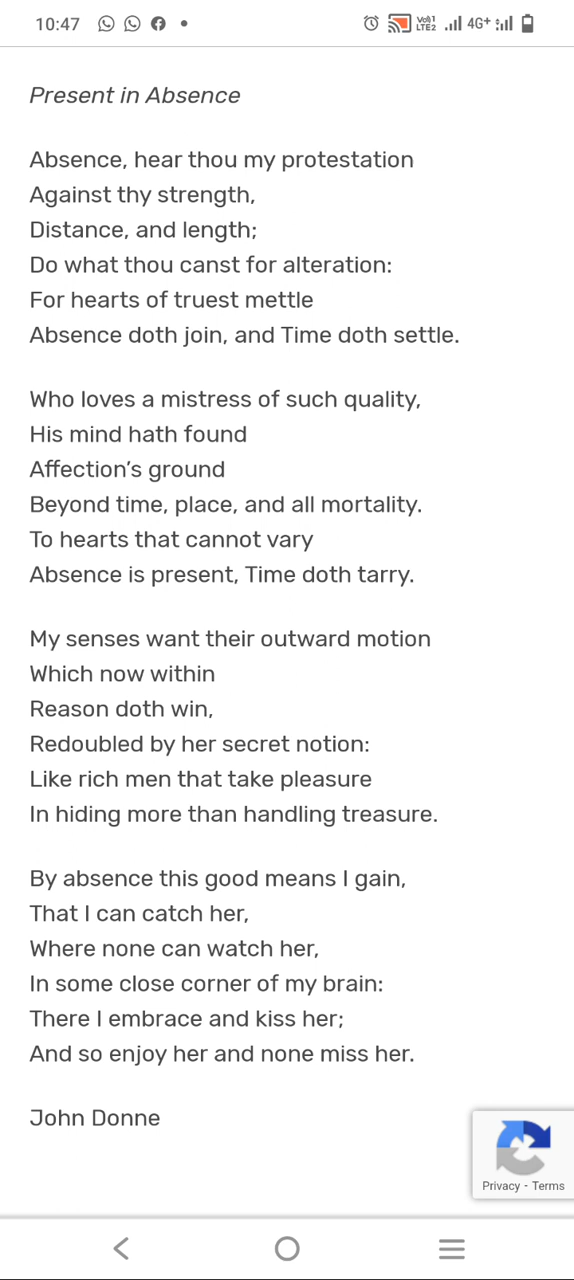 10:47
Vo)) 1
LTE2
4G+
Present in Absence
Absence, hear thou my protestation
Against thy strength,
Distance, and length;
Do what thou canst for alteration:
For hearts of truest mettle
Absence doth join, and Time doth settle.
Who loves a mistress of such quality,
His mind hath found
Affection’s ground
Beyond time, place, and all mortality.
To hearts that cannot vary
Absence is present, Time doth tarry.
My senses want their outward motion
Which now within
Reason doth win,
Redoubled by her secret notion:
Like rich men that take pleasure
In hiding more than handling treasure.
By absence this good means I gain,
That I can catch her,
Where none can watch her,
In some close corner of my brain:
There I embrace and kiss her;
And so enjoy her and none miss her.
John Donne
Privacy - Terms